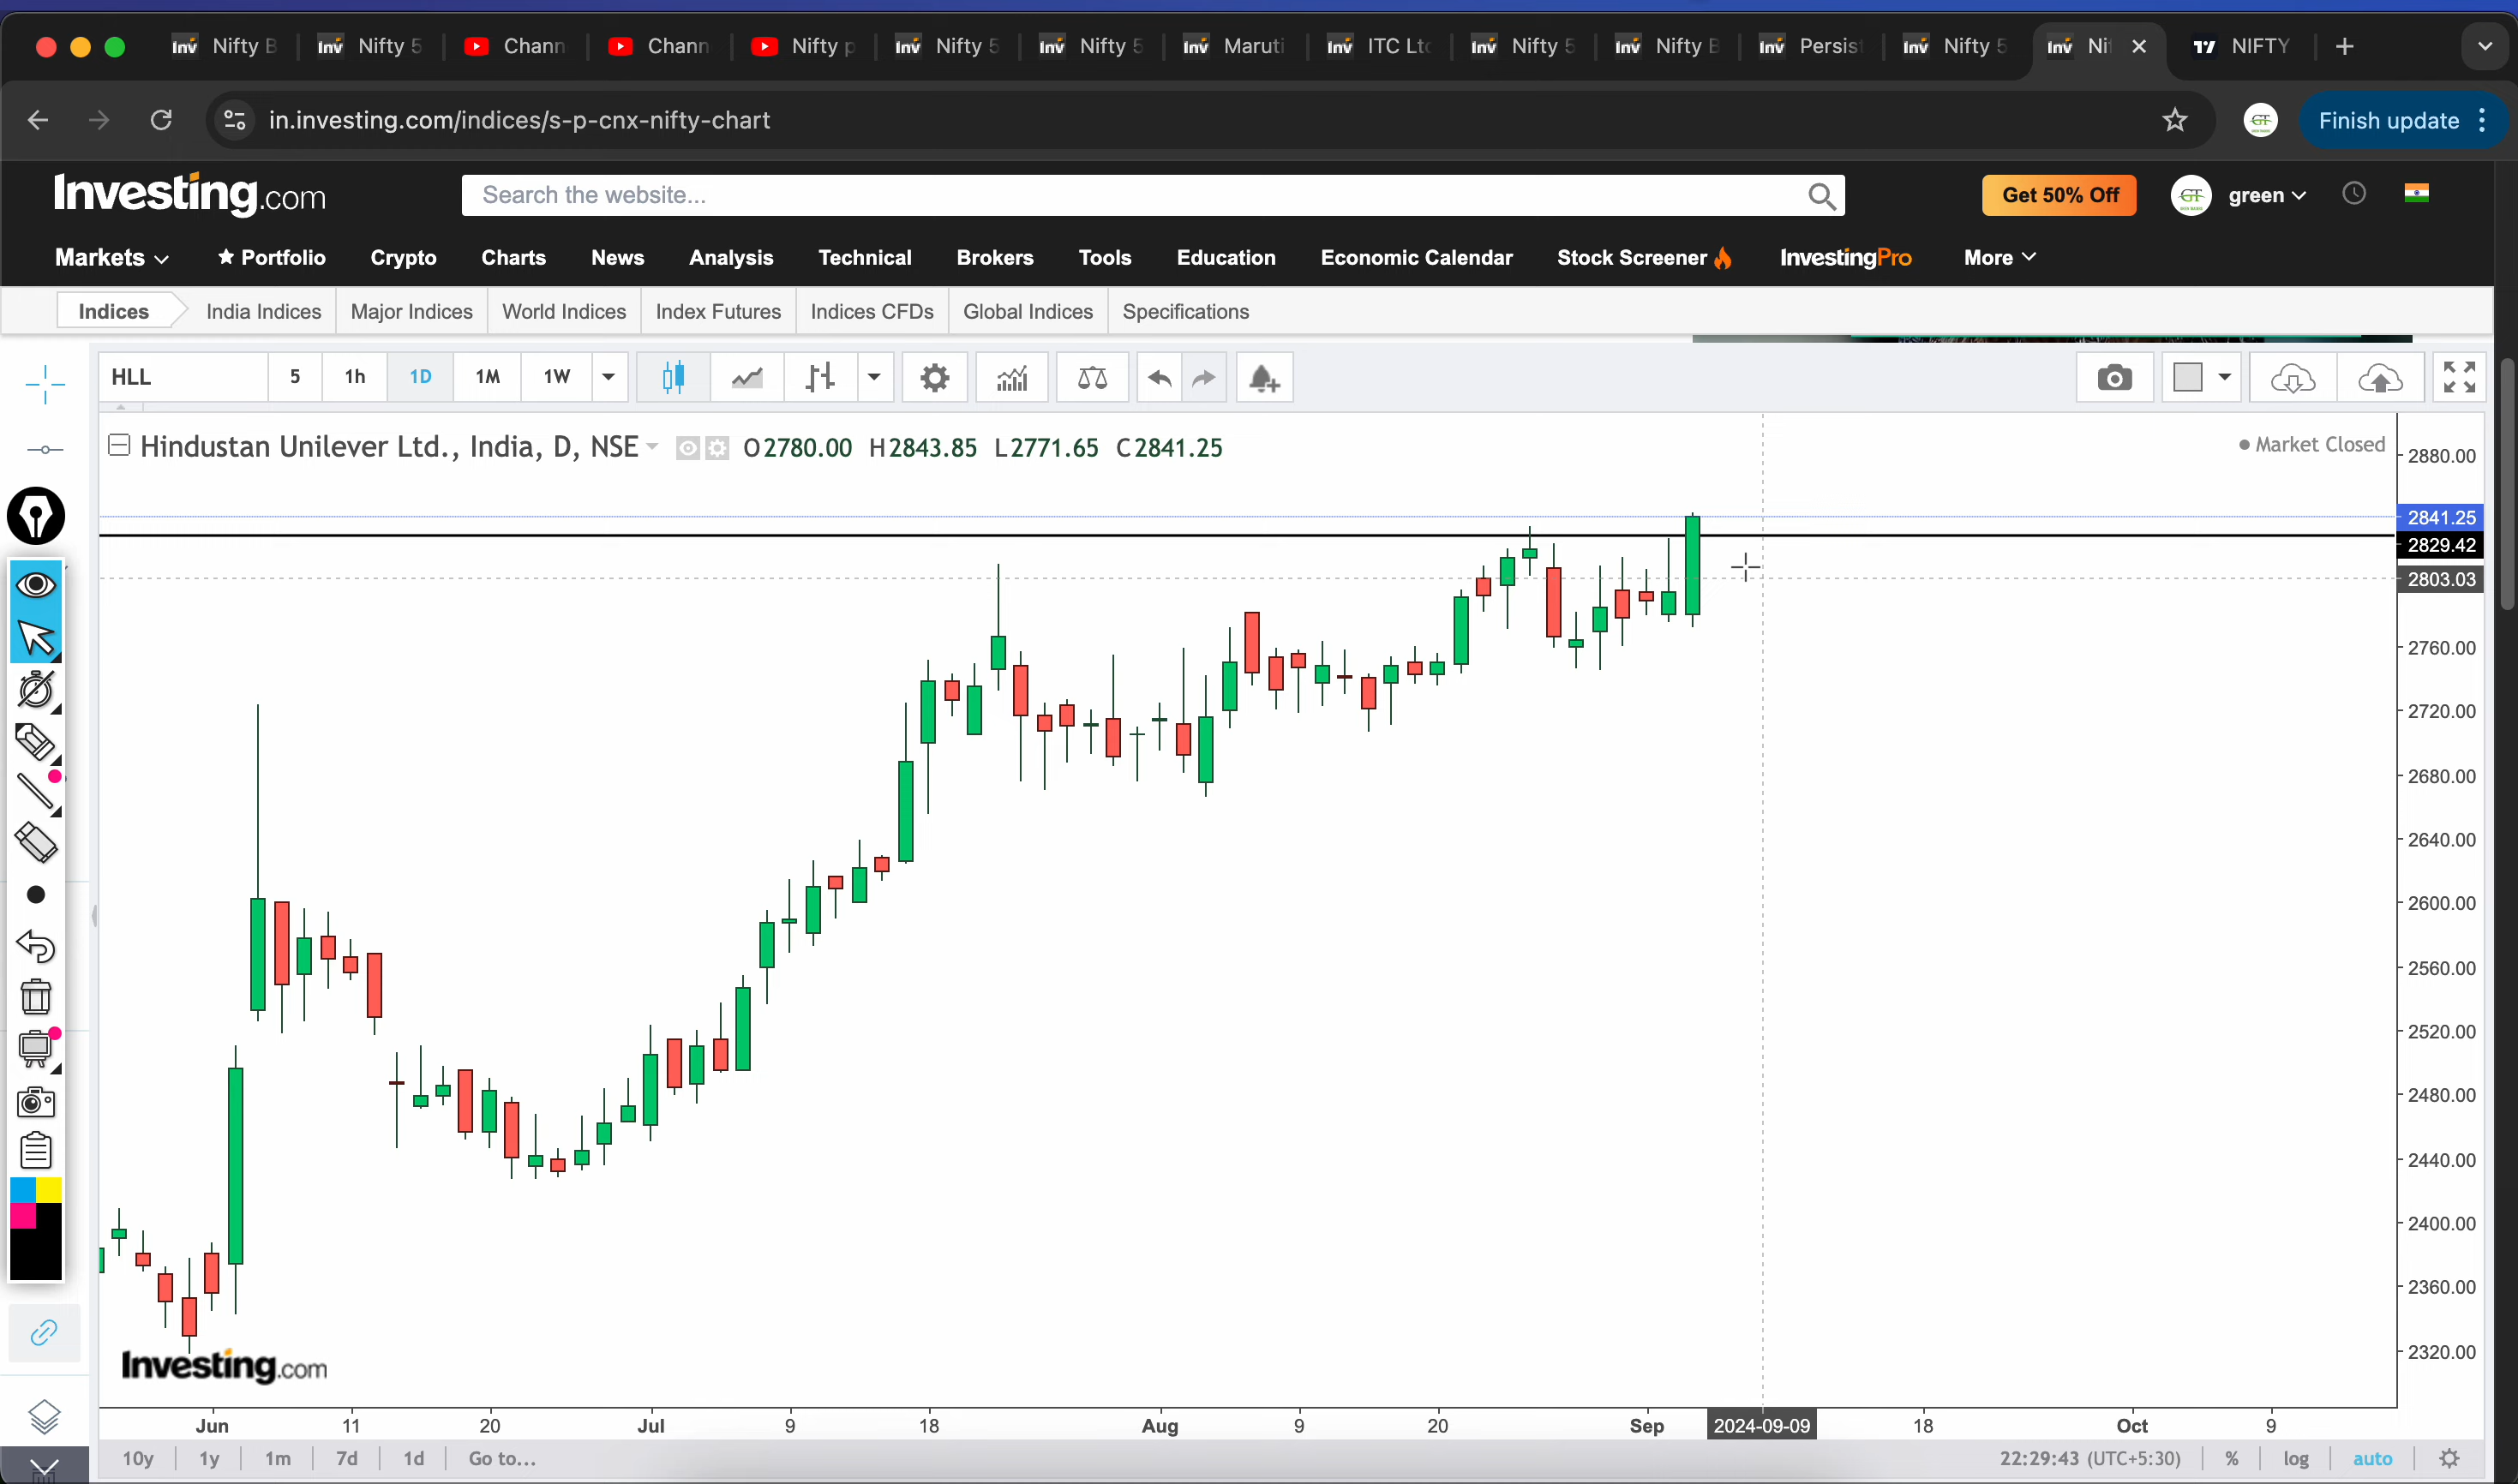 Nifty B
Nifty 5
Chann
Chann
Nifty p
Nifty 5
Nifty 5
Maruti
ITC Ltd
Nifty 5
Nifty B
Persis
Nifty 5
Ni
NIFTY
in.investing.com/indices/s-p-cnx-nifty-chart
Finish update
Investing.com
Search the website...
Get 50% Off
green
Markets
Portfolio
Crypto
Charts
News
Analysis
Technical
Brokers
Tools
Education
Economic Calendar
Stock Screener
InvestingPro
More
Indices
India Indices
Major Indices
World Indices
Index Futures
Indices CFDs
Global Indices
Specifications
HLL
5
1h
1D
1M
1W
Hindustan Unilever Ltd., India, D, NSE
O2780.00 H2843.85 L2771.65 C2841.25
Market Closed
2880.00
2841.25
2829.42
2803.03
2760.00
2720.00
2680.00
2640.00
2600.00
2560.00
2520.00
2480.00
2440.00
2400.00
2360.00
2320.00
Investing.com
Jun
11
20
Jul
9
18
Aug
9
20
Sep
2024-09-09
18
Oct
9
10y
1y
1m
7d
1d
Go to...
22:29:43 (UTC+5:30)
%
log
auto